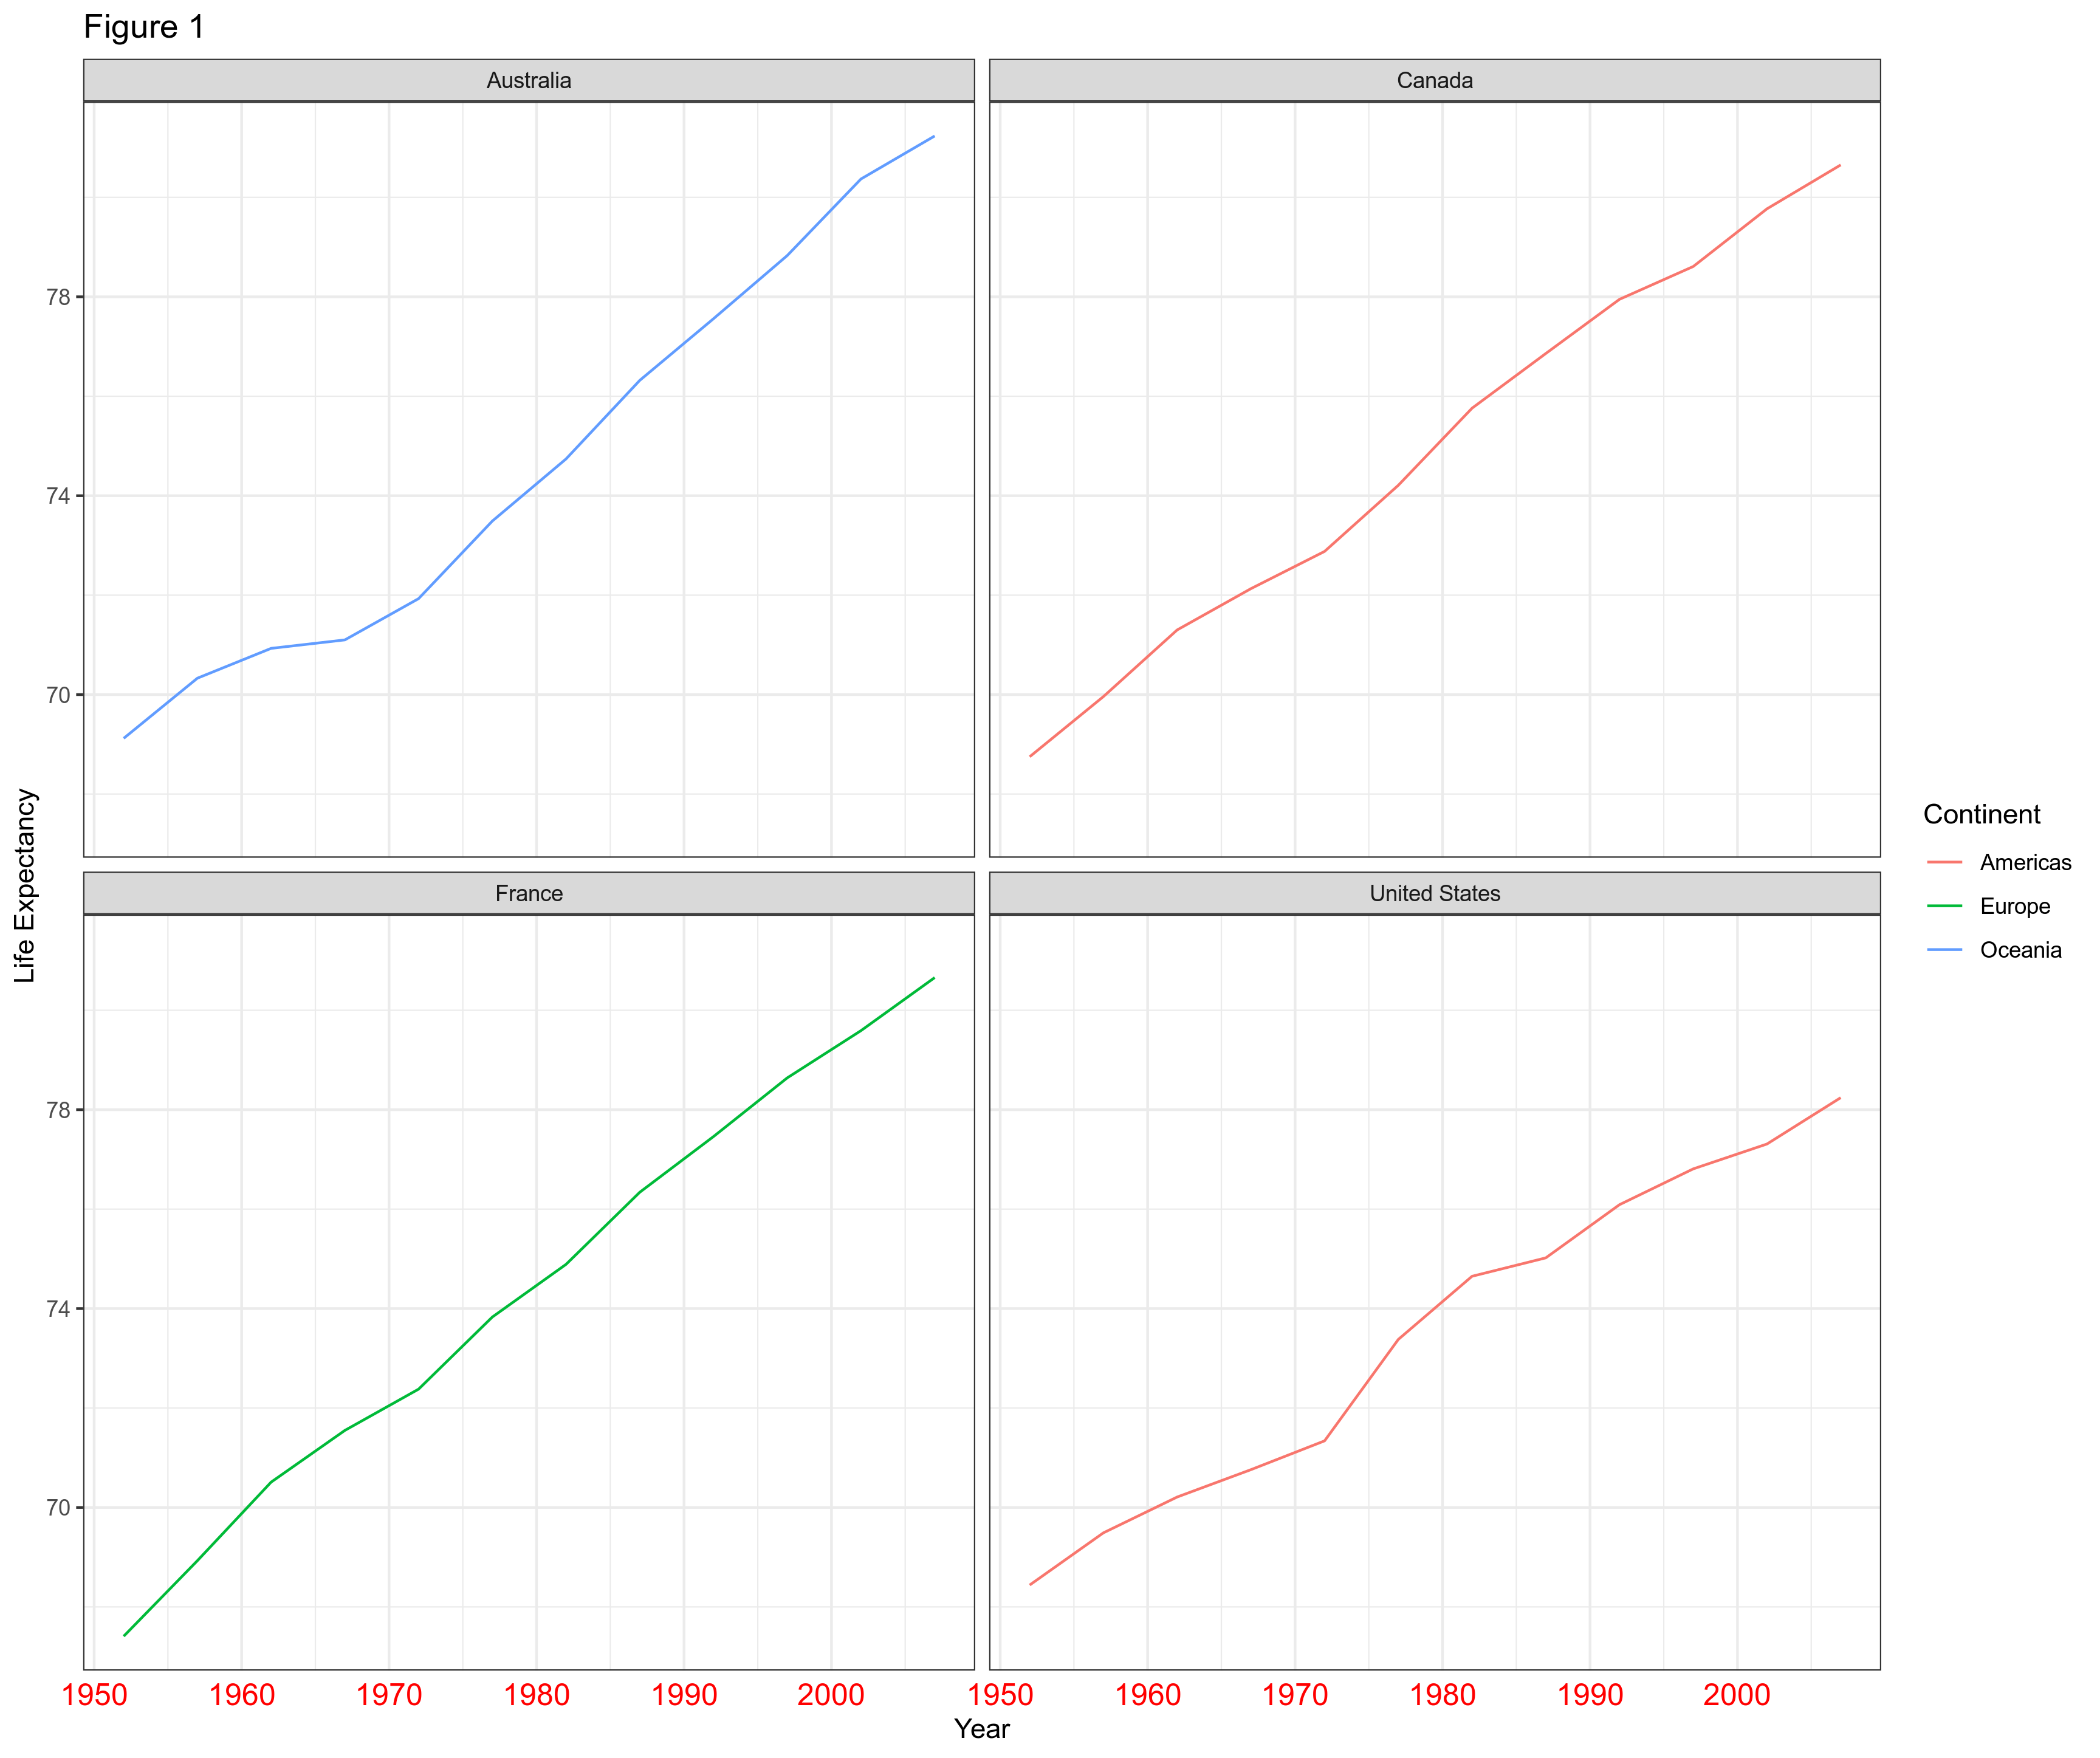 Figure 1
Australia
Canada
78
74
70
France
United States
78
74
70
1950 1960 1970 1980 1990 2000
1950 1960 1970 1980 1990 2000
Year
Life Expectancy
Continent
Americas
Europe
Oceania